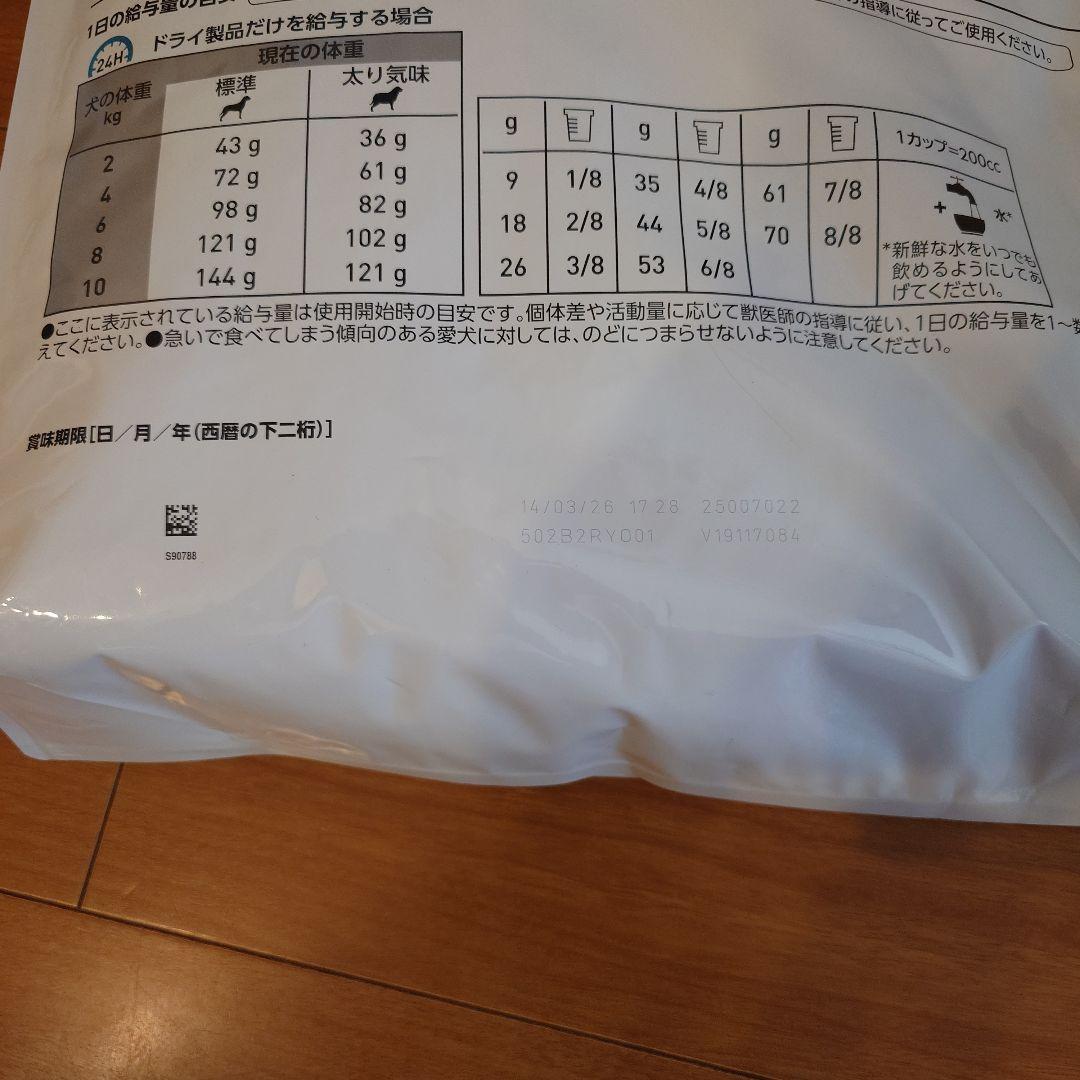 1日の給与量の目安
指導に従ってご使用ください。
24H
ドライ製品だけを給与する場合
現在の体重
犬の体重 kg 標準 太り気味
2 43 g 36 g
4 72 g 61 g
6 98 g 82 g
8 121 g 102 g
10 144 g 121 g
g g g 1カップ=200cc
9 1/8 35 4/8 61 7/8
18 2/8 44 5/8 70 8/8
26 3/8 53 6/8
+ 水*
*新鮮な水をいつでも
飲めるようにしてあ
げてください。
●ここに表示されている給与量は使用開始時の目安です。個体差や活動量に応じて獣医師の指導に従い、1日の給与量を1〜数
えてください。●急いで食べてしまう傾向のある愛犬に対しては、のどにつまらせないように注意してください。
賞味期限[日/月/年(西暦の下二桁)]
14/03/26 17 28 25007022
502B2RYO01 V19117084
S90788